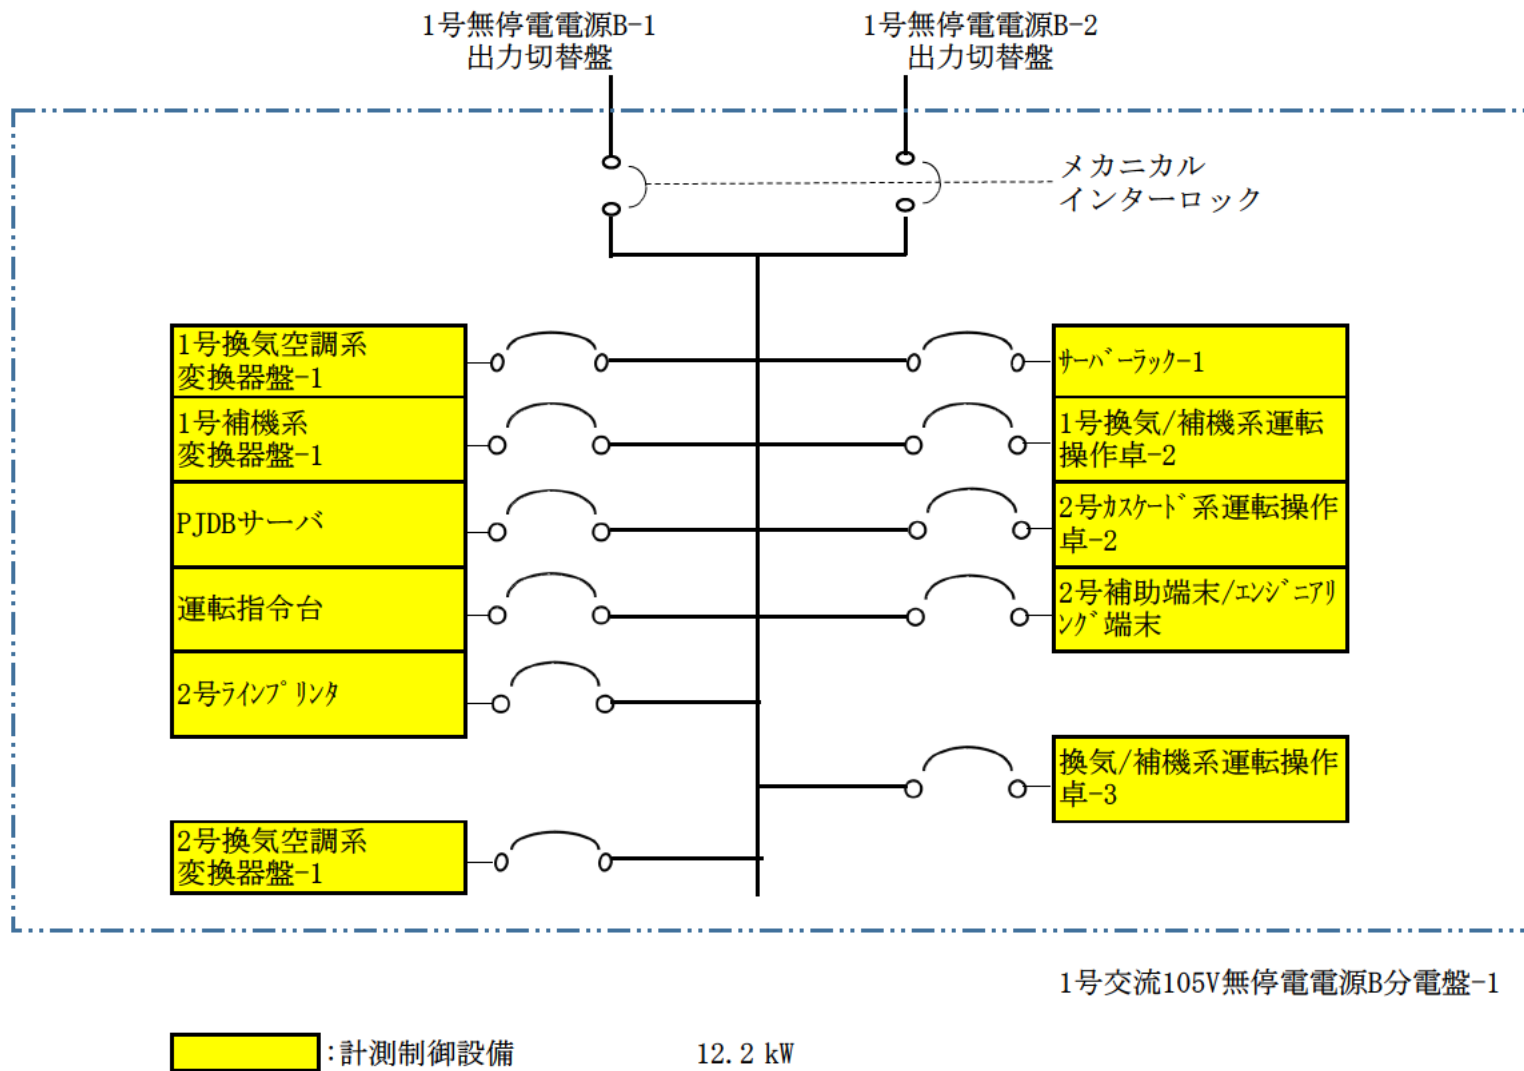 1号無停電電源B-1
出力切替盤
1号無停電電源B-2
出力切替盤
メカニカル
インターロック
1号換気空調系
変換器盤-1
サーバーラック-1
1号補機系
変換器盤-1
1号換気/補機系運転
操作卓-2
PJDBサーバ
2号カスケード系運転操作
卓-2
運転指令台
2号補助端末/エンジニアリ
ング端末
2号ラインプリンタ
換気/補機系運転操作
卓-3
2号換気空調系
変換器盤-1
1号交流105V無停電電源B分電盤-1
:計測制御設備
12.2 kW